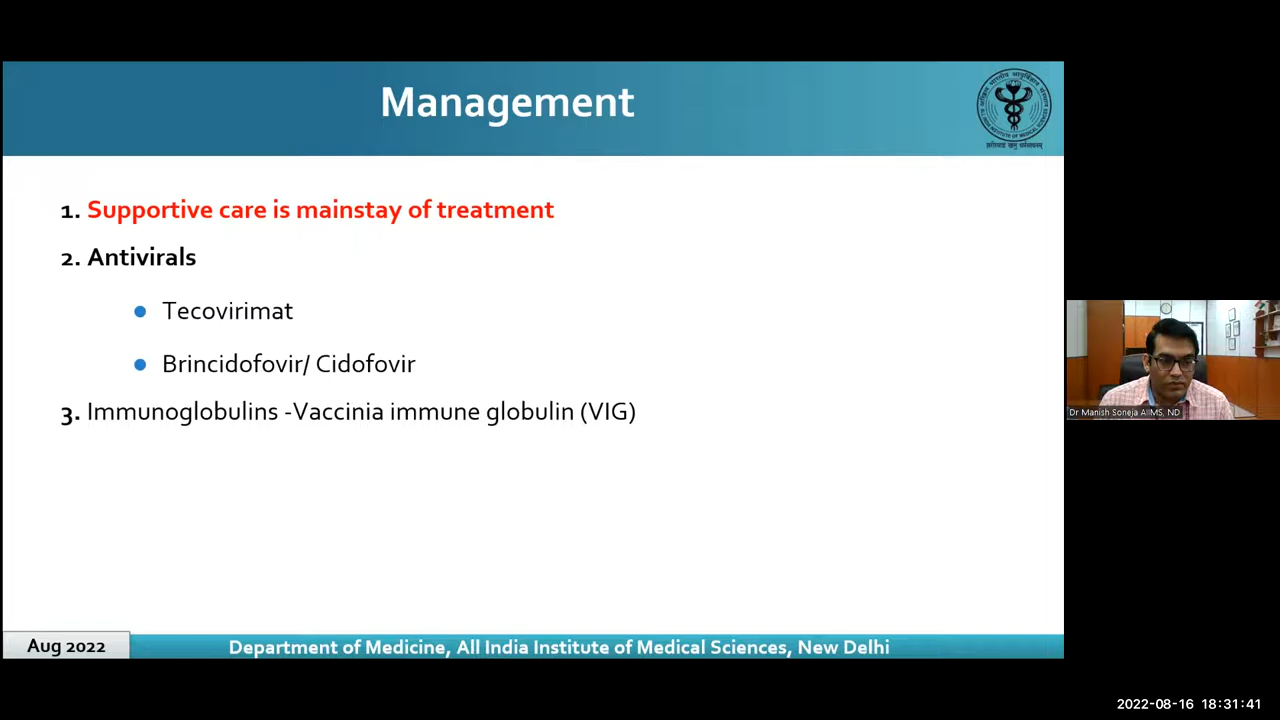 Management
1. Supportive care is mainstay of treatment
2. Antivirals
Tecovirimat
Brincidofovir/ Cidofovir
3. Immunoglobulins -Vaccinia immune globulin (VIG)
Dr Manish Soneja AIIMS, ND
Aug 2022
Department of Medicine, All India Institute of Medical Sciences, New Delhi
2022-08-16 18:31:41